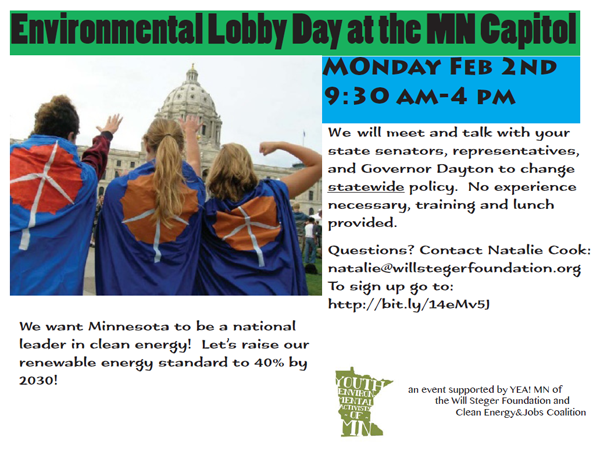 Environmental Lobby Day at the MN Capitol
Monday Feb 2nd
9:30 am-4 pm
We will meet and talk with your
state senators, representatives,
and Governor Dayton to change
statewide policy. No experience
necessary, training and lunch
provided.
Questions? Contact Natalie Cook:
natalie@willstegerfoundation.org
To sign up go to:
http://bit.ly/14eMv5J
We want Minnesota to be a national
leader in clean energy! Let's raise our
renewable energy standard to 40% by
2030!
YOUTH
ENVIRON
MENTAL
ACTIVISTS
-OF-
MN
an event supported by YEA! MN of
the Will Steger Foundation and
Clean Energy&Jobs Coalition